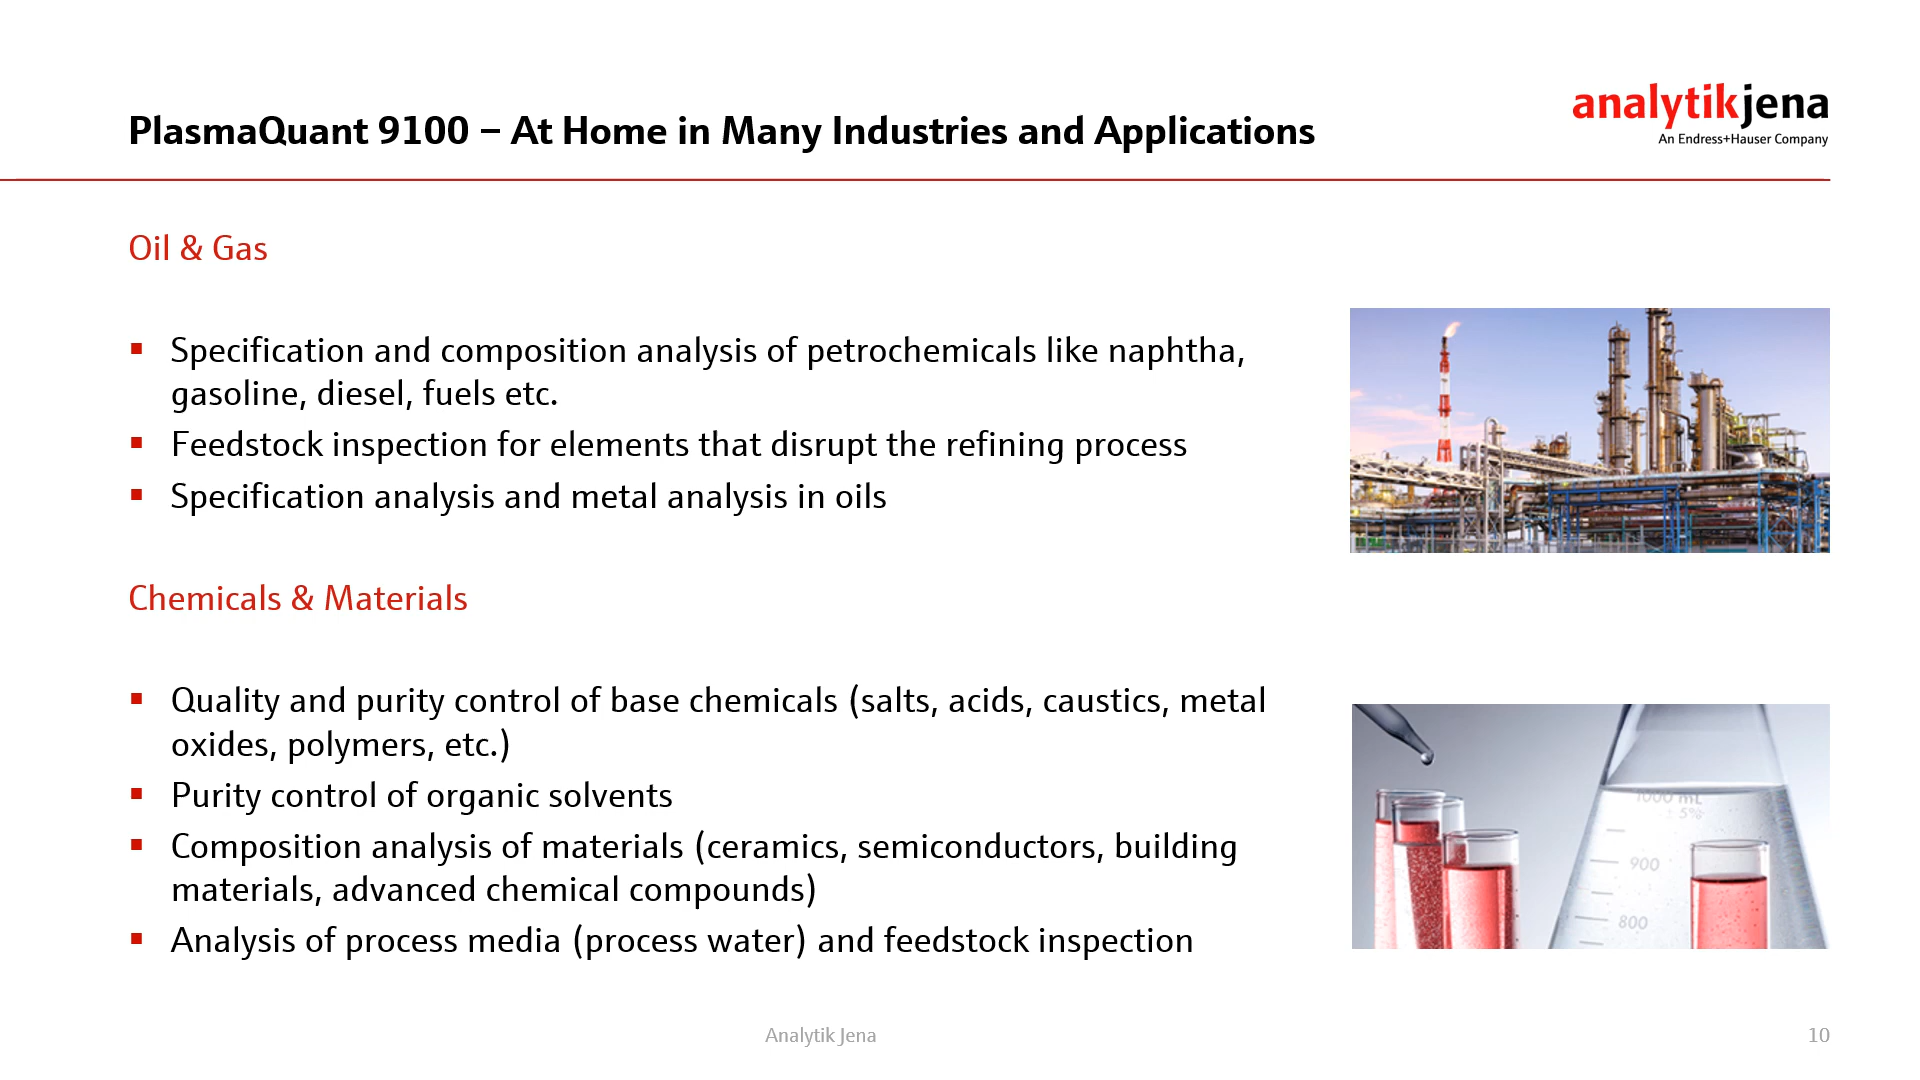 PlasmaQuant 9100 – At Home in Many Industries and Applications
analytikjena
An Endress+Hauser Company
Oil & Gas
▪ Specification and composition analysis of petrochemicals like naphtha,
gasoline, diesel, fuels etc.
▪ Feedstock inspection for elements that disrupt the refining process
▪ Specification analysis and metal analysis in oils
Chemicals & Materials
▪ Quality and purity control of base chemicals (salts, acids, caustics, metal
oxides, polymers, etc.)
▪ Purity control of organic solvents
▪ Composition analysis of materials (ceramics, semiconductors, building
materials, advanced chemical compounds)
▪ Analysis of process media (process water) and feedstock inspection
1000 mL
± 5%
900
800
Analytik Jena
10